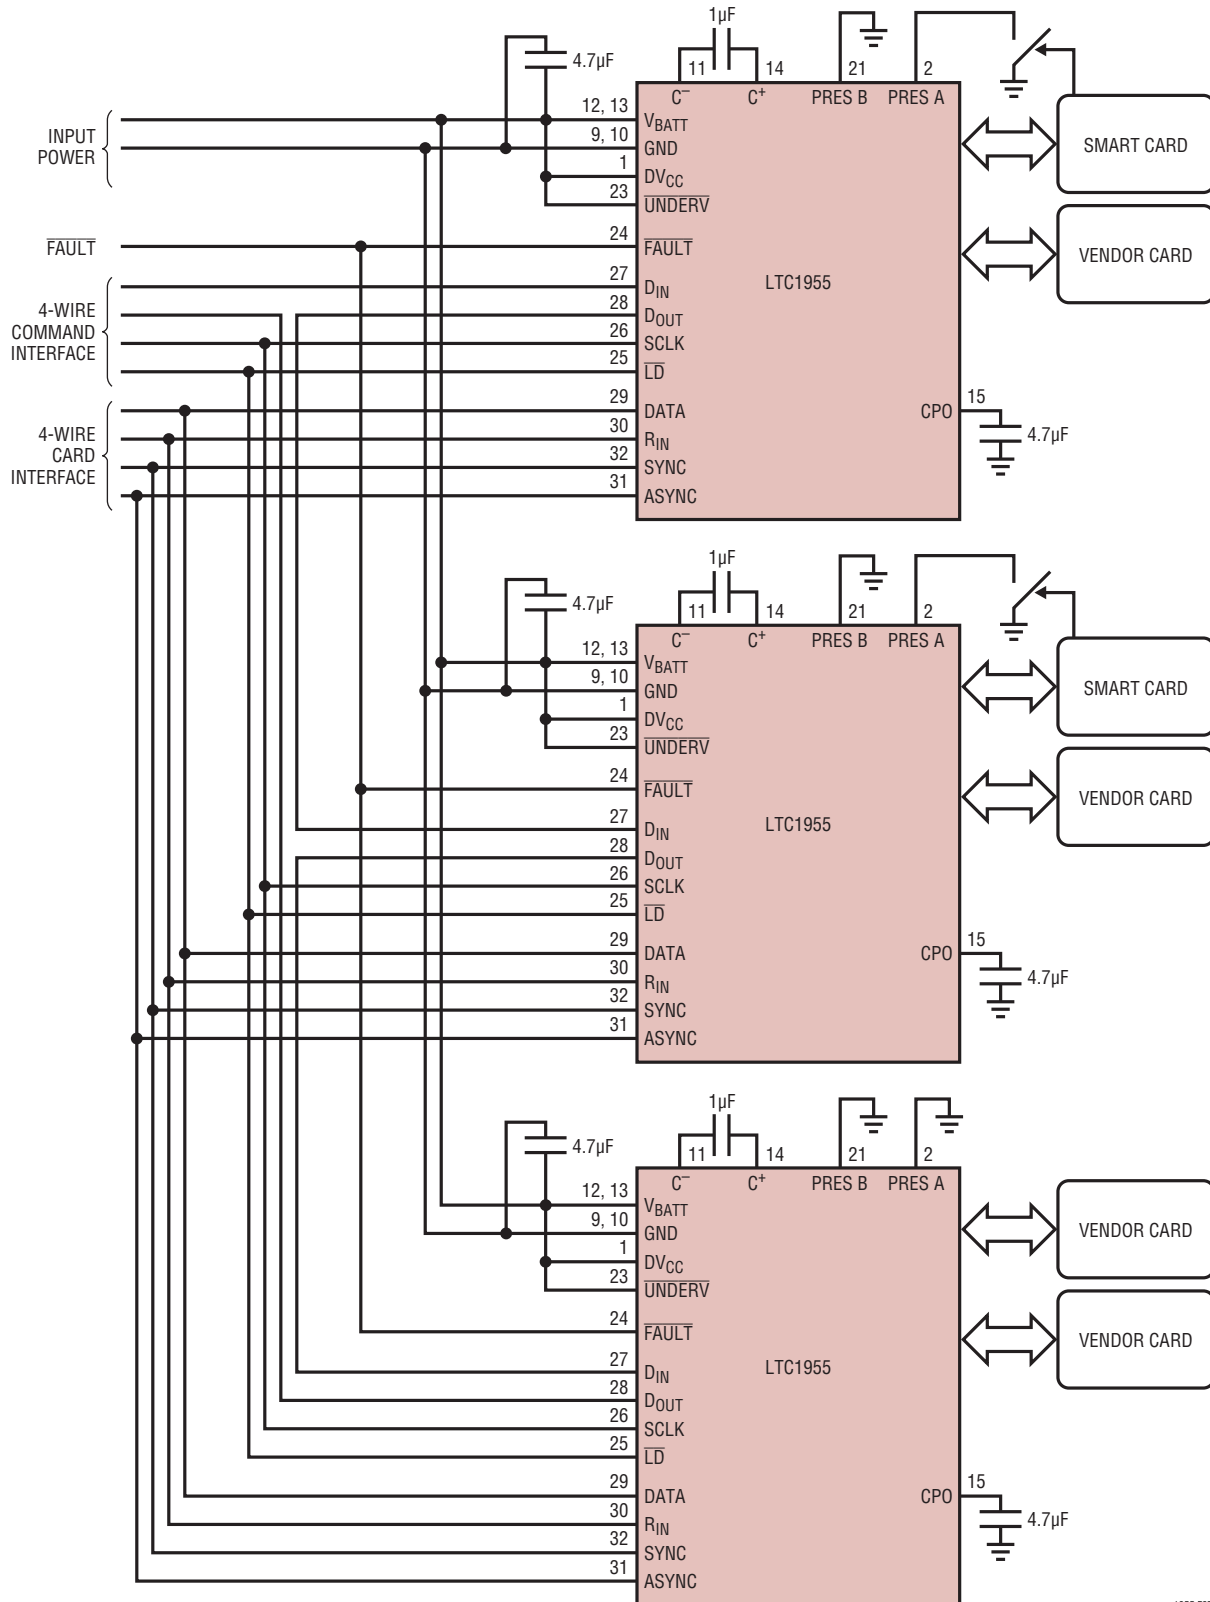 1µF
4.7µF
11 14 21 2
C– C+ PRES B PRES A
INPUT
POWER
12, 13 VBATT
9, 10 GND
1 DVCC
23 UNDERV
SMART CARD
FAULT
24 FAULT
VENDOR CARD
LTC1955
4-WIRE
COMMAND
INTERFACE
27 DIN
28 DOUT
26 SCLK
25 LD
4-WIRE
CARD
INTERFACE
29 DATA
30 RIN
32 SYNC
31 ASYNC
CPO 15
4.7µF
1µF
4.7µF
11 14 21 2
C– C+ PRES B PRES A
12, 13 VBATT
9, 10 GND
1 DVCC
23 UNDERV
SMART CARD
24 FAULT
VENDOR CARD
LTC1955
27 DIN
28 DOUT
26 SCLK
25 LD
29 DATA
30 RIN
32 SYNC
31 ASYNC
CPO 15
4.7µF
1µF
4.7µF
11 14 21 2
C– C+ PRES B PRES A
12, 13 VBATT
9, 10 GND
1 DVCC
23 UNDERV
VENDOR CARD
24 FAULT
VENDOR CARD
LTC1955
27 DIN
28 DOUT
26 SCLK
25 LD
29 DATA
30 RIN
32 SYNC
31 ASYNC
CPO 15
4.7µF